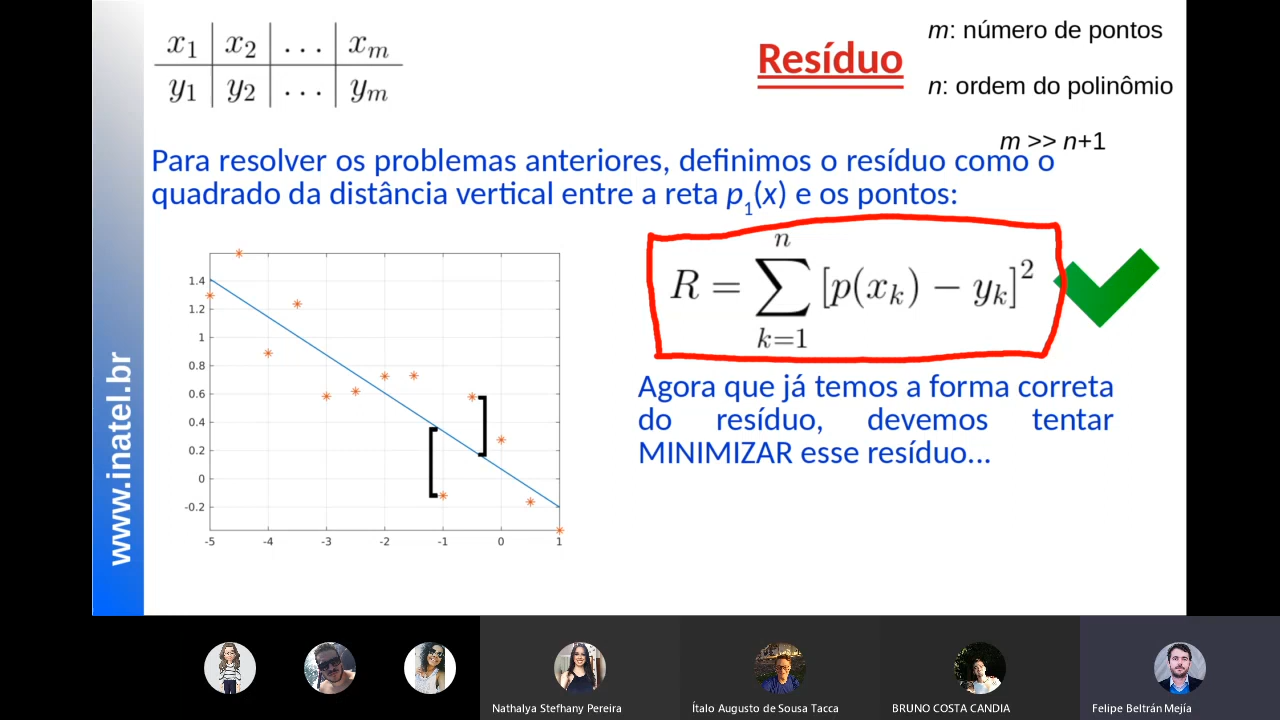 x₁ x₂ ... xₘ
y₁ y₂ ... yₘ
Resíduo
m: número de pontos
n: ordem do polinômio
m >> n+1
Para resolver os problemas anteriores, definimos o resíduo como o
quadrado da distância vertical entre a reta p₁(x) e os pontos:
R = ∑ₖ₌₁ⁿ [p(xₖ) − yₖ]²
Agora que já temos a forma correta
do resíduo, devemos tentar
MINIMIZAR esse resíduo...
1.4
1.2
1
0.8
0.6
0.4
0.2
0
-0.2
-5 -4 -3 -2 -1 0 1
www.inatel.br
Nathalya Stefhany Pereira
Ítalo Augusto de Sousa Tacca
BRUNO COSTA CANDIA
Felipe Beltrán Mejía